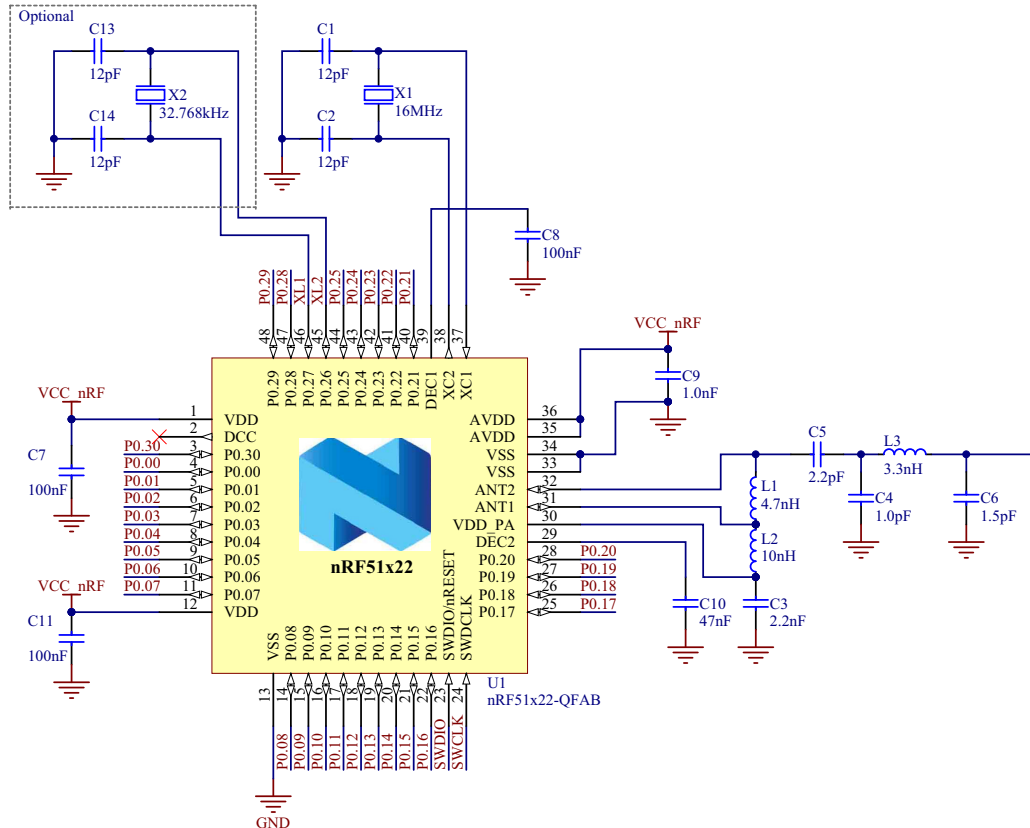 Optional
C13
12pF
X2
32.768kHz
C14
12pF
C1
12pF
X1
16MHz
C2
12pF
C8
100nF
P0.29
P0.28
XL1
XL2
P0.25
P0.24
P0.23
P0.22
P0.21
48
47
46
45
44
43
42
41
40
39
38
37
P0.29
P0.28
P0.27
P0.26
P0.25
P0.24
P0.23
P0.22
P0.21
DEC1
XC2
XC1
VCC_nRF
C9
1.0nF
VCC_nRF
C7
100nF
1 VDD
2 DCC
P0.30 3 P0.30
P0.00 4 P0.00
P0.01 5 P0.01
P0.02 6 P0.02
P0.03 7 P0.03
P0.04 8 P0.04
P0.05 9 P0.05
P0.06 10 P0.06
P0.07 11 P0.07
12 VDD
VCC_nRF
C11
100nF
nRF51x22
AVDD 36
AVDD 35
VSS 34
VSS 33
ANT2 32
ANT1 31
VDD_PA 30
DEC2 29
P0.20 28 P0.20
P0.19 27 P0.19
P0.18 26 P0.18
P0.17 25 P0.17
C5
2.2pF
L3
3.3nH
L1
4.7nH
C4
1.0pF
C6
1.5pF
L2
10nH
C10
47nF
C3
2.2nF
VSS
P0.08
P0.09
P0.10
P0.11
P0.12
P0.13
P0.14
P0.15
P0.16
SWDIO/nRESET
SWDCLK
13
14
15
16
17
18
19
20
21
22
23
24
P0.08
P0.09
P0.10
P0.11
P0.12
P0.13
P0.14
P0.15
P0.16
SWDIO
SWCLK
U1
nRF51x22-QFAB
GND